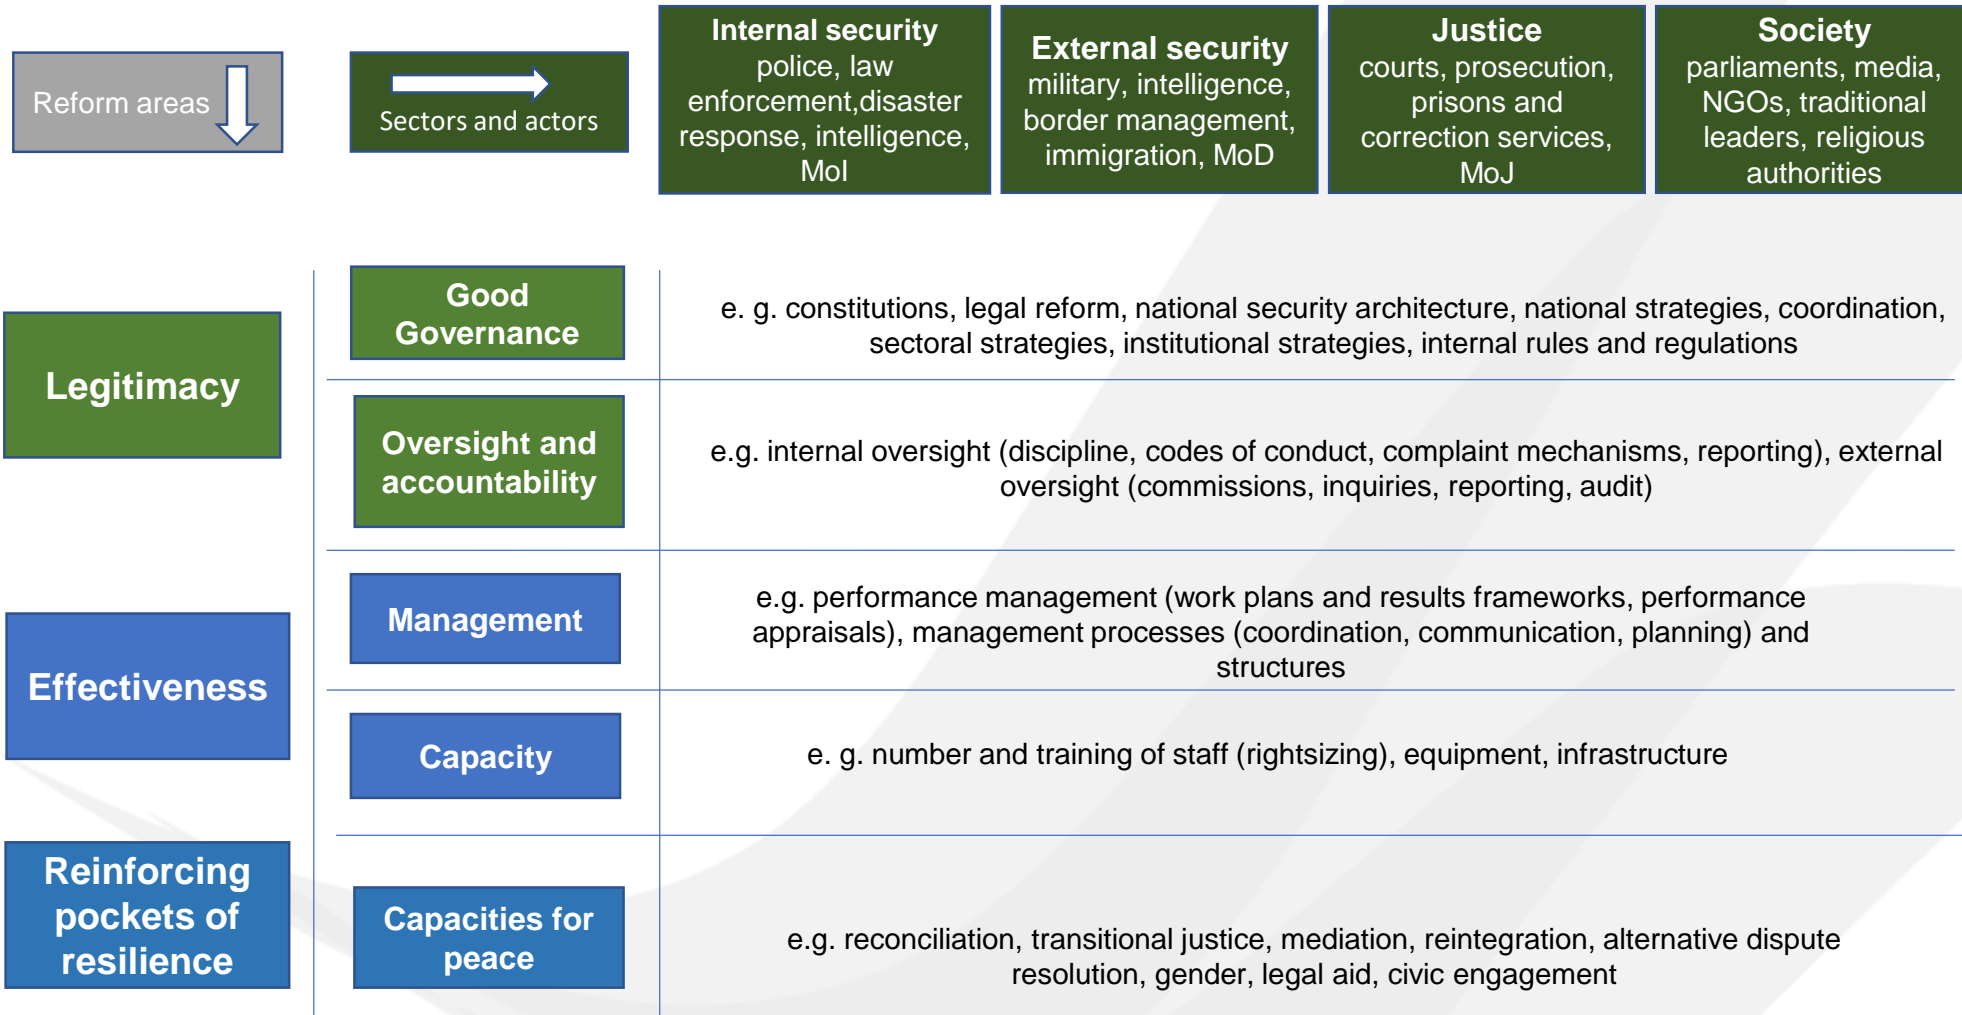 Reform areas
Sectors and actors
Internal security
police, law
enforcement,disaster
response, intelligence,
MoI
External security
military, intelligence,
border management,
immigration, MoD
Justice
courts, prosecution,
prisons and
correction services,
MoJ
Society
parliaments, media,
NGOs, traditional
leaders, religious
authorities
Legitimacy
Good
Governance
e. g. constitutions, legal reform, national security architecture, national strategies, coordination,
sectoral strategies, institutional strategies, internal rules and regulations
Oversight and
accountability
e.g. internal oversight (discipline, codes of conduct, complaint mechanisms, reporting), external
oversight (commissions, inquiries, reporting, audit)
Effectiveness
Management
e.g. performance management (work plans and results frameworks, performance
appraisals), management processes (coordination, communication, planning) and
structures
Capacity
e. g. number and training of staff (rightsizing), equipment, infrastructure
Reinforcing
pockets of
resilience
Capacities for
peace
e.g. reconciliation, transitional justice, mediation, reintegration, alternative dispute
resolution, gender, legal aid, civic engagement